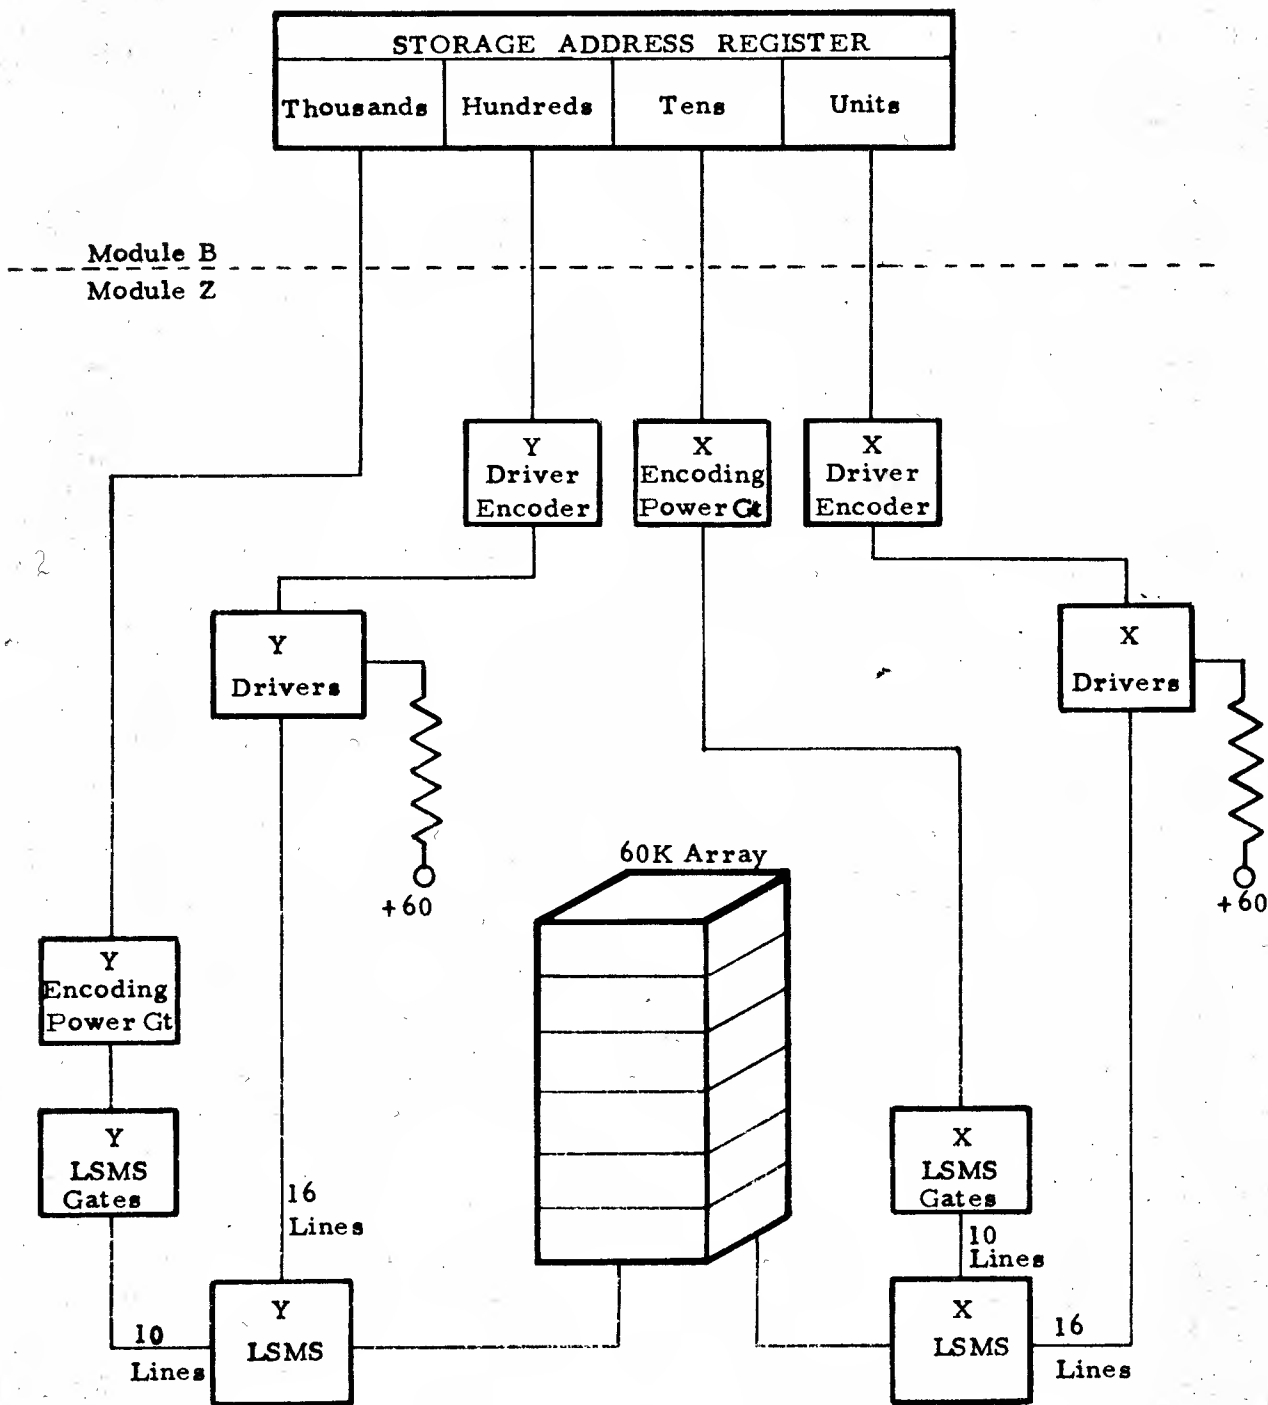 STORAGE ADDRESS REGISTER
Thousands Hundreds Tens Units
Module B
Module Z
Y
Driver
Encoder
X
Encoding
Power Gt
X
Driver
Encoder
2
Y
Drivers
X
Drivers
+60
60K Array
+60
Y
Encoding
Power Gt
Y
LSMS
Gates
16
Lines
X
LSMS
Gates
10
Lines
Y
LSMS
10
Lines
X
LSMS
16
Lines